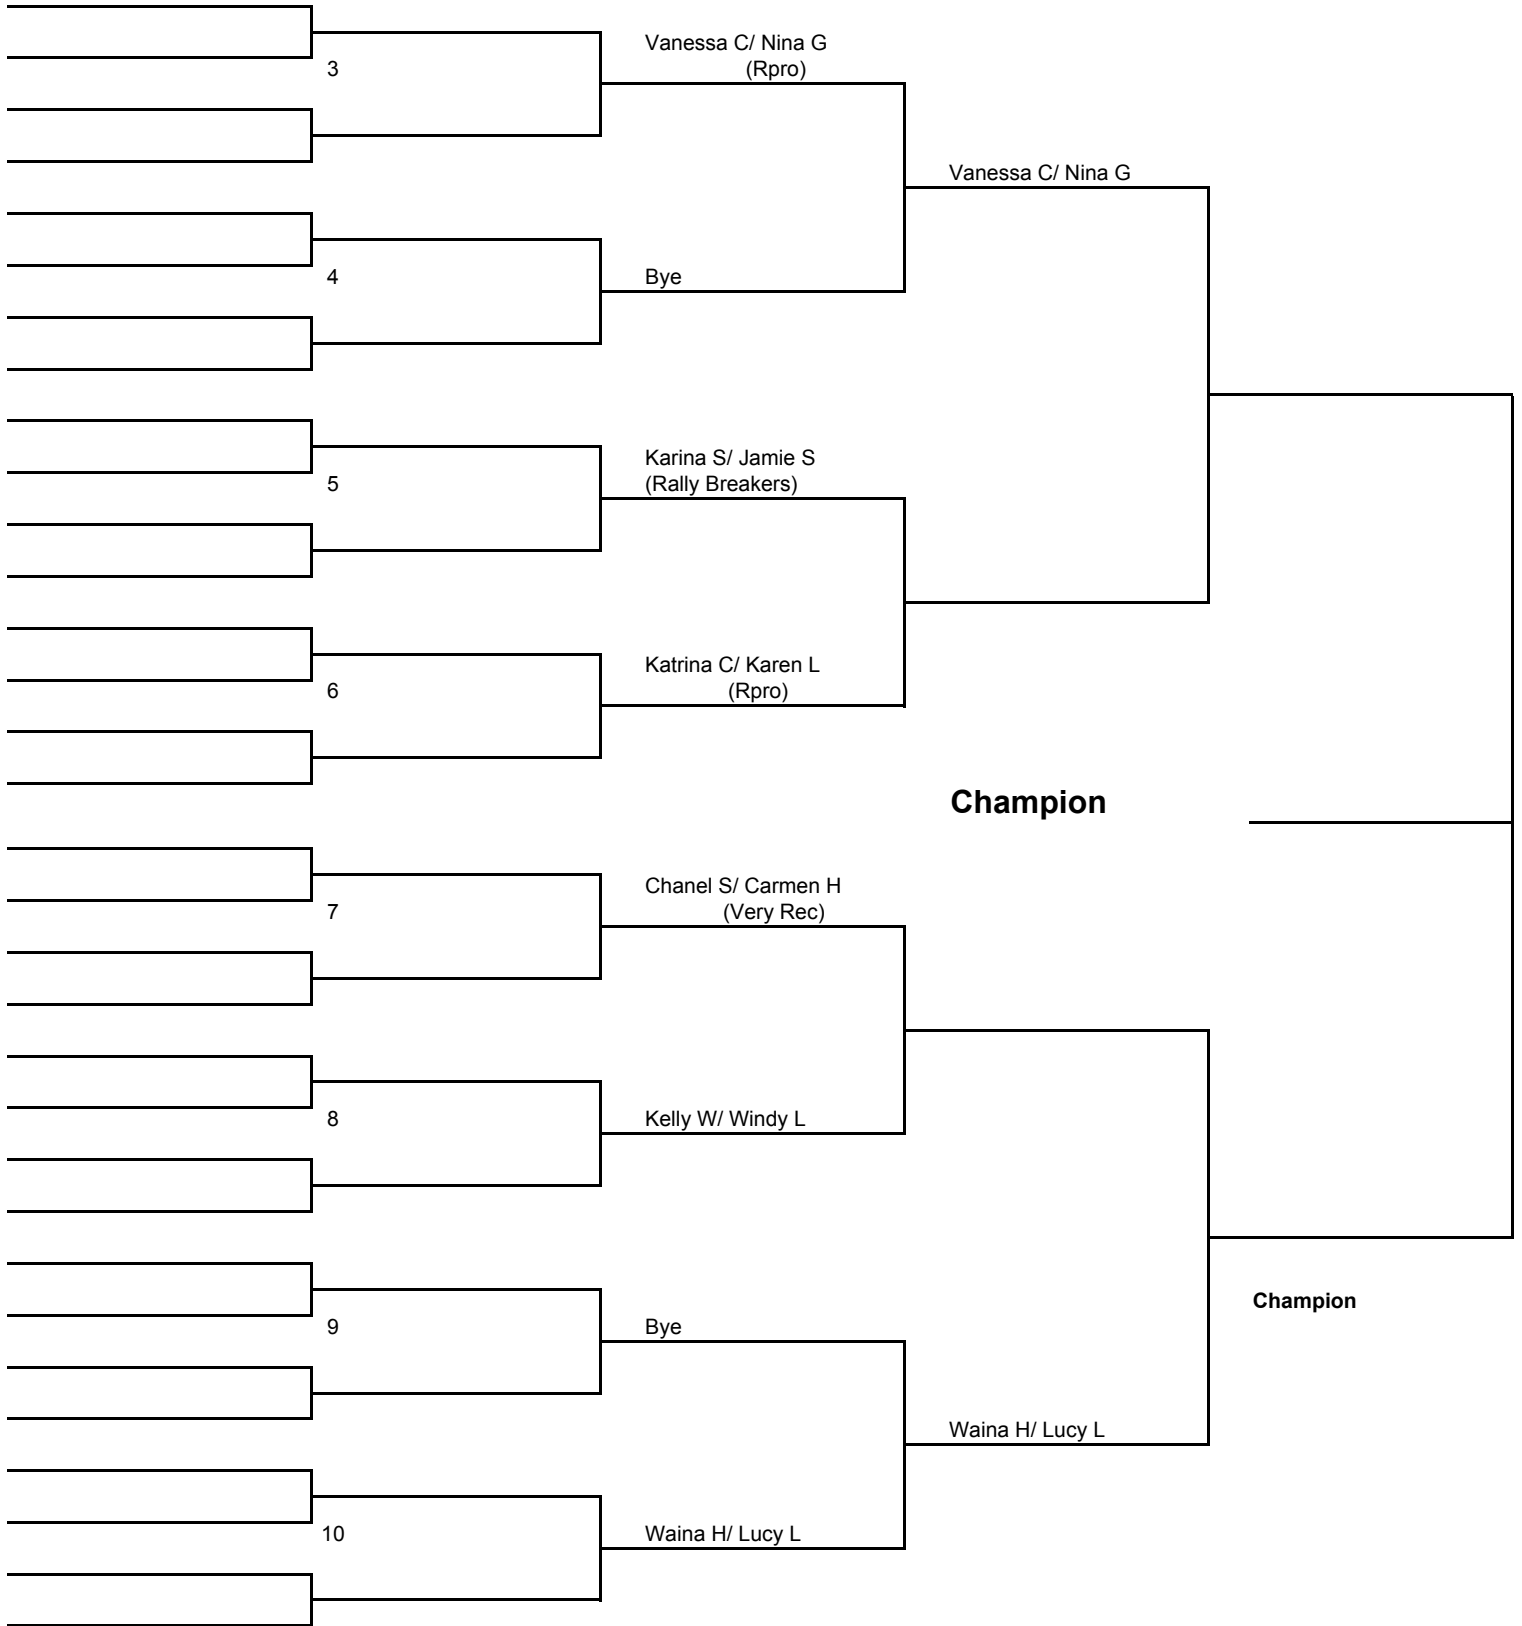 Vanessa C/ Nina G
3
(Rpro)
Vanessa C/ Nina G
4
Bye
Karina S/ Jamie S
5
(Rally Breakers)
Katrina C/ Karen L
6
(Rpro)
Champion
Chanel S/ Carmen H
7
(Very Rec)
8
Kelly W/ Windy L
Champion
9
Bye
Waina H/ Lucy L
10
Waina H/ Lucy L